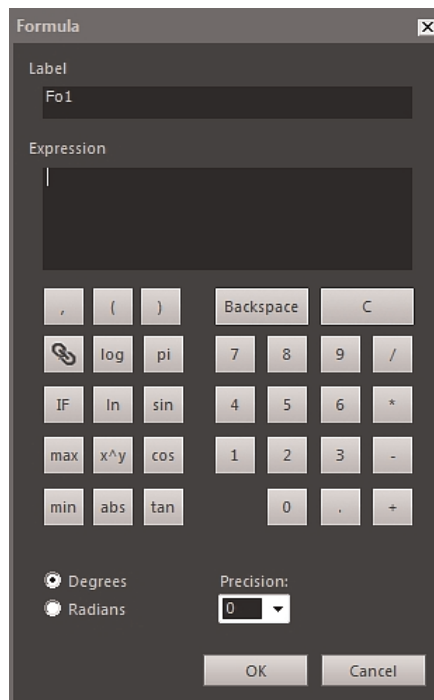 Formula
Label
Fo1
Expression
, ( ) Backspace C
log pi 7 8 9 /
IF ln sin 4 5 6 *
max x^y cos 1 2 3 -
min abs tan 0 . +
Degrees Precision:
Radians 0
OK Cancel